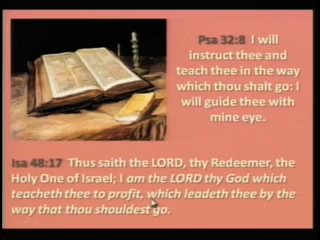 Psa 32:8 I will
instruct thee and
teach thee in the way
which thou shalt go: I
will guide thee with
mine eye.
Isa 48:17 Thus saith the LORD, thy Redeemer, the
Holy One of Israel; I am the LORD thy God which
teacheth thee to profit, which leadeth thee by the
way that thou shouldest go.